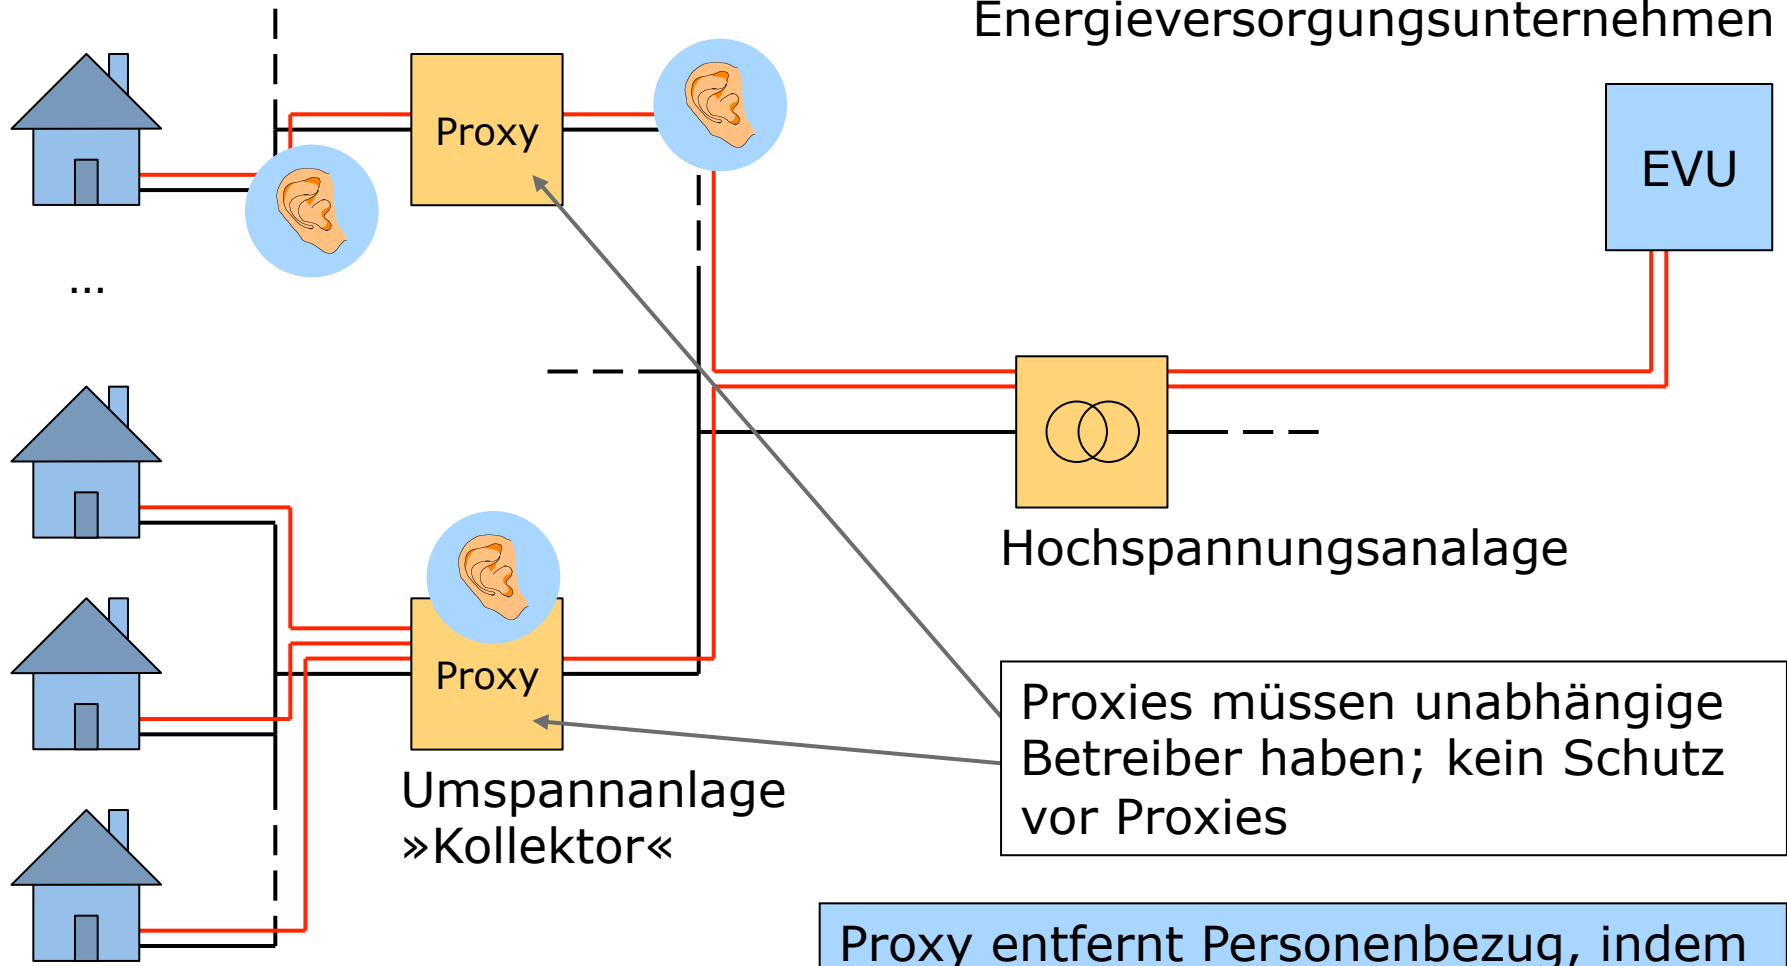 Energieversorgungsunternehmen
Proxy
EVU
...
Hochspannungsanalage
Proxy
Proxies müssen unabhängige
Betreiber haben; kein Schutz
vor Proxies
Umspannanlage
»Kollektor«
Proxy entfernt Personenbezug, indem